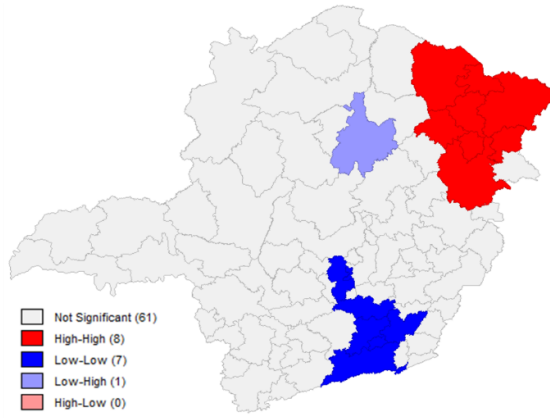 Not Significant (61)
High-High (8)
Low-Low (7)
Low-High (1)
High-Low (0)